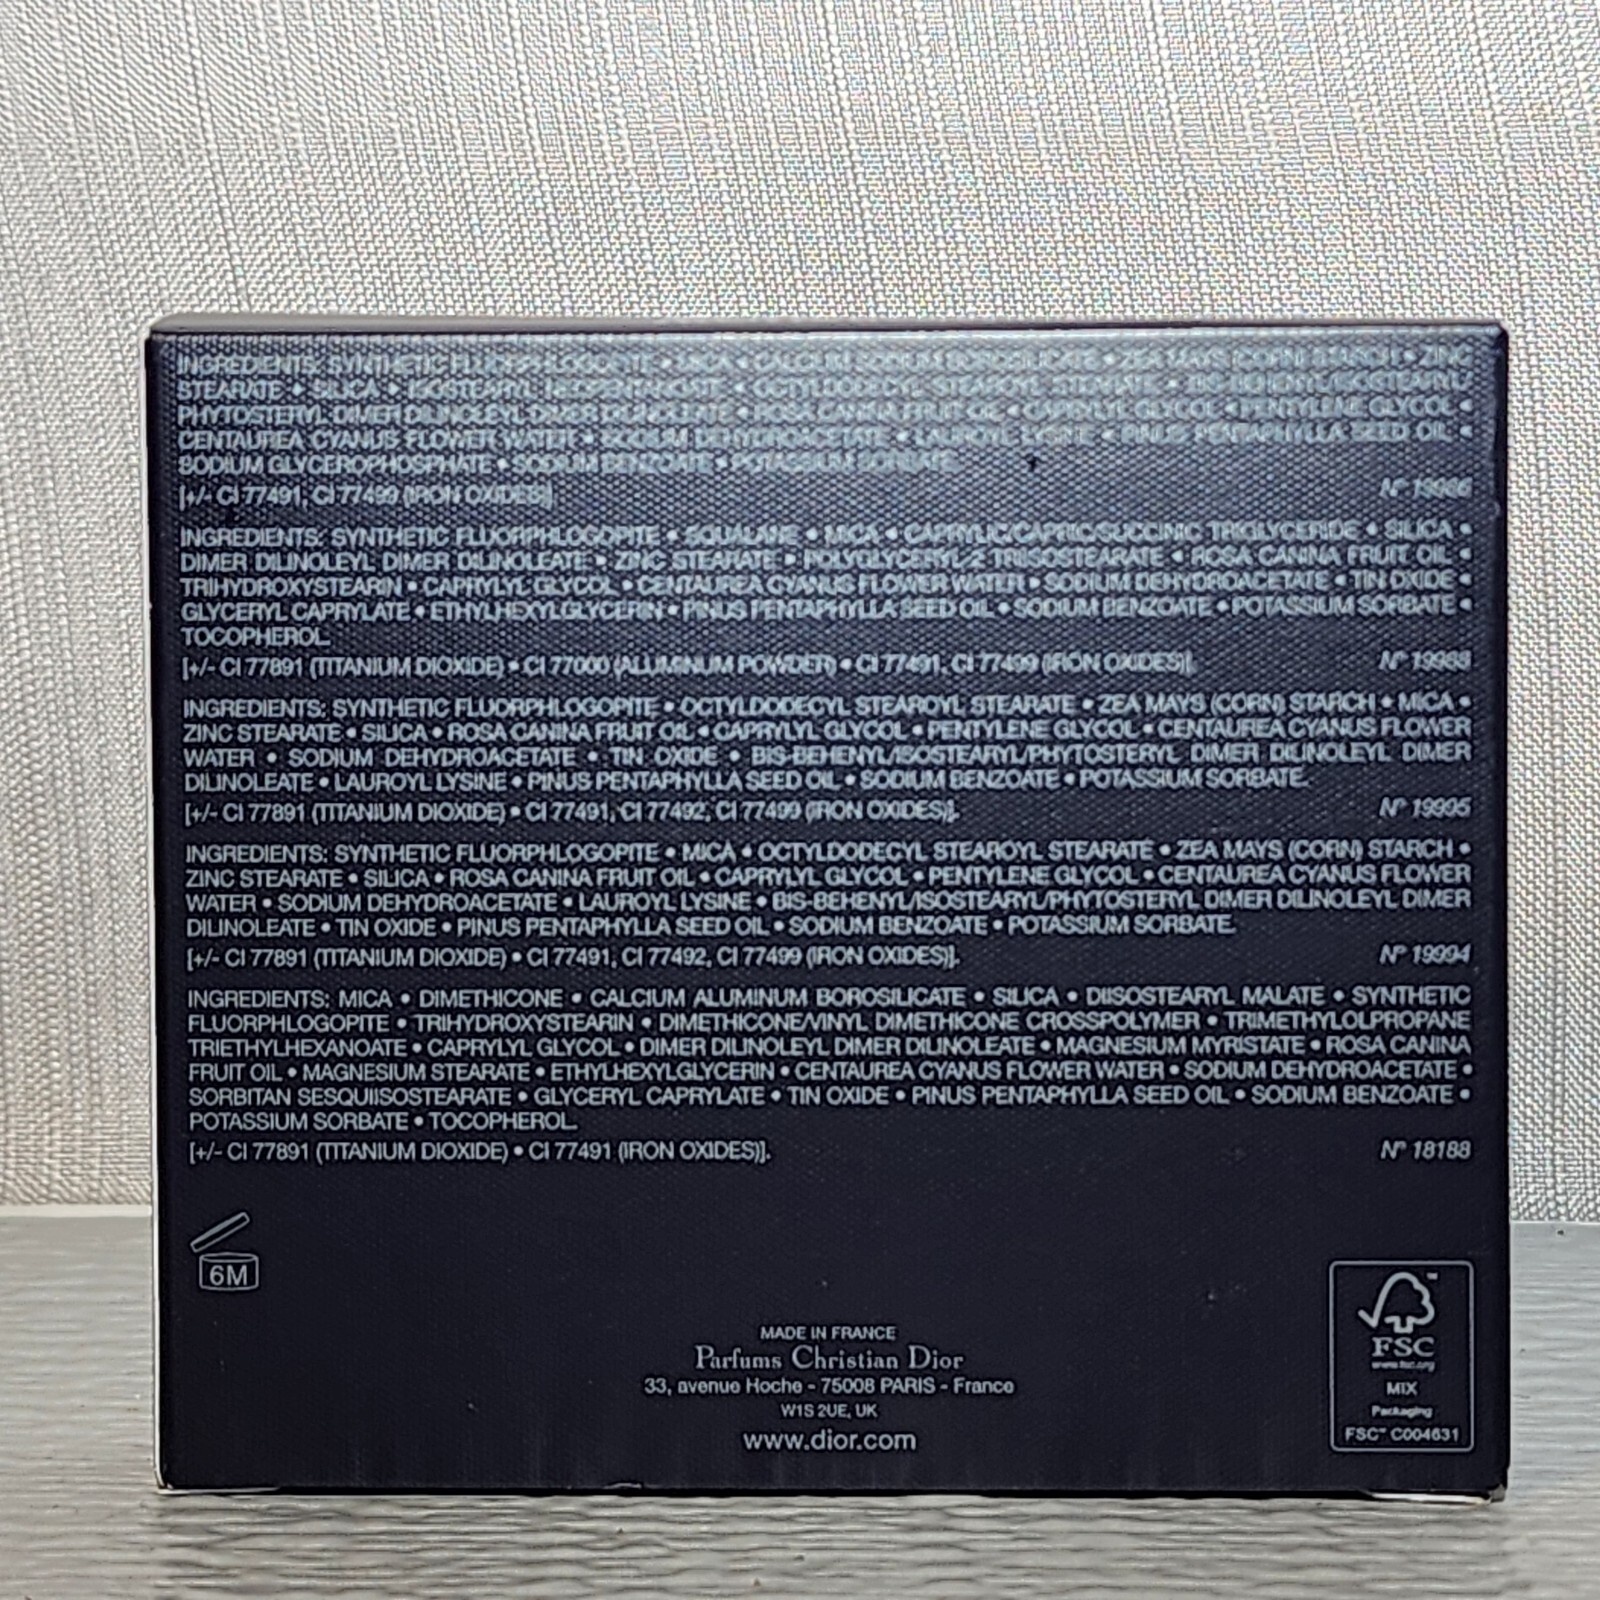 INGREDIENTS: SYNTHETIC FLUORPHLOGOPITE • MICA • CALCIUM SODIUM BOROSILICATE • ZEA MAYS (CORN) STARCH • ZINC
STEARATE • SILICA • ISOSTEARYL NEOPENTANOATE • OCTYLDODECYL STEAROYL STEARATE • BIS-BEHENYL/ISOSTEARYL/
PHYTOSTERYL DIMER DILINOLEYL DIMER DILINOLEATE • ROSA CANINA FRUIT OIL • CAPRYLYL GLYCOL • PENTYLENE GLYCOL •
CENTAUREA CYANUS FLOWER WATER • SODIUM DEHYDROACETATE • LAUROYL LYSINE • PINUS PENTAPHYLLA SEED OIL •
SODIUM GLYCEROPHOSPHATE • SODIUM BENZOATE • POTASSIUM SORBATE.
[+/- CI 77491, CI 77499 (IRON OXIDES)]
INGREDIENTS: SYNTHETIC FLUORPHLOGOPITE • SQUALANE • MICA • CAPRYLIC/CAPRIC/SUCCINIC TRIGLYCERIDE • SILICA •
DIMER DILINOLEYL DIMER DILINOLEATE • ZINC STEARATE • POLYGLYCERYL-2 TRIISOSTEARATE • ROSA CANINA FRUIT OIL •
TRIHYDROXYSTEARIN • CAPRYLYL GLYCOL • CENTAUREA CYANUS FLOWER WATER • SODIUM DEHYDROACETATE • TIN OXIDE •
GLYCERYL CAPRYLATE • ETHYLHEXYLGLYCERIN • PINUS PENTAPHYLLA SEED OIL • SODIUM BENZOATE • POTASSIUM SORBATE •
TOCOPHEROL.
[+/- CI 77891 (TITANIUM DIOXIDE) • CI 77000 (ALUMINUM POWDER) • CI 77491, CI 77499 (IRON OXIDES)]. N° 19988
INGREDIENTS: SYNTHETIC FLUORPHLOGOPITE • OCTYLDODECYL STEAROYL STEARATE • ZEA MAYS (CORN) STARCH • MICA •
ZINC STEARATE • SILICA • ROSA CANINA FRUIT OIL • CAPRYLYL GLYCOL • PENTYLENE GLYCOL • CENTAUREA CYANUS FLOWER
WATER • SODIUM DEHYDROACETATE • TIN OXIDE • BIS-BEHENYL/ISOSTEARYL/PHYTOSTERYL DIMER DILINOLEYL DIMER
DILINOLEATE • LAUROYL LYSINE • PINUS PENTAPHYLLA SEED OIL • SODIUM BENZOATE • POTASSIUM SORBATE.
[+/- CI 77891 (TITANIUM DIOXIDE) • CI 77491, CI 77492, CI 77499 (IRON OXIDES)]. N° 19995
INGREDIENTS: SYNTHETIC FLUORPHLOGOPITE • MICA • OCTYLDODECYL STEAROYL STEARATE • ZEA MAYS (CORN) STARCH •
ZINC STEARATE • SILICA • ROSA CANINA FRUIT OIL • CAPRYLYL GLYCOL • PENTYLENE GLYCOL • CENTAUREA CYANUS FLOWER
WATER • SODIUM DEHYDROACETATE • LAUROYL LYSINE • BIS-BEHENYL/ISOSTEARYL/PHYTOSTERYL DIMER DILINOLEYL DIMER
DILINOLEATE • TIN OXIDE • PINUS PENTAPHYLLA SEED OIL • SODIUM BENZOATE • POTASSIUM SORBATE.
[+/- CI 77891 (TITANIUM DIOXIDE) • CI 77491, CI 77492, CI 77499 (IRON OXIDES)]. N° 19994
INGREDIENTS: MICA • DIMETHICONE • CALCIUM ALUMINUM BOROSILICATE • SILICA • DIISOSTEARYL MALATE • SYNTHETIC
FLUORPHLOGOPITE • TRIHYDROXYSTEARIN • DIMETHICONE/VINYL DIMETHICONE CROSSPOLYMER • TRIMETHYLOLPROPANE
TRIETHYLHEXANOATE • CAPRYLYL GLYCOL • DIMER DILINOLEYL DIMER DILINOLEATE • MAGNESIUM MYRISTATE • ROSA CANINA
FRUIT OIL • MAGNESIUM STEARATE • ETHYLHEXYLGLYCERIN • CENTAUREA CYANUS FLOWER WATER • SODIUM DEHYDROACETATE •
SORBITAN SESQUIISOSTEARATE • GLYCERYL CAPRYLATE • TIN OXIDE • PINUS PENTAPHYLLA SEED OIL • SODIUM BENZOATE •
POTASSIUM SORBATE • TOCOPHEROL.
[+/- CI 77891 (TITANIUM DIOXIDE) • CI 77491 (IRON OXIDES)]. N° 18188
6M
MADE IN FRANCE
Parfums Christian Dior
33, avenue Hoche - 75008 PARIS - France
W1S 2UE, UK
www.dior.com
FSC
www.fsc.org
MIX
Packaging
FSC™ C004631